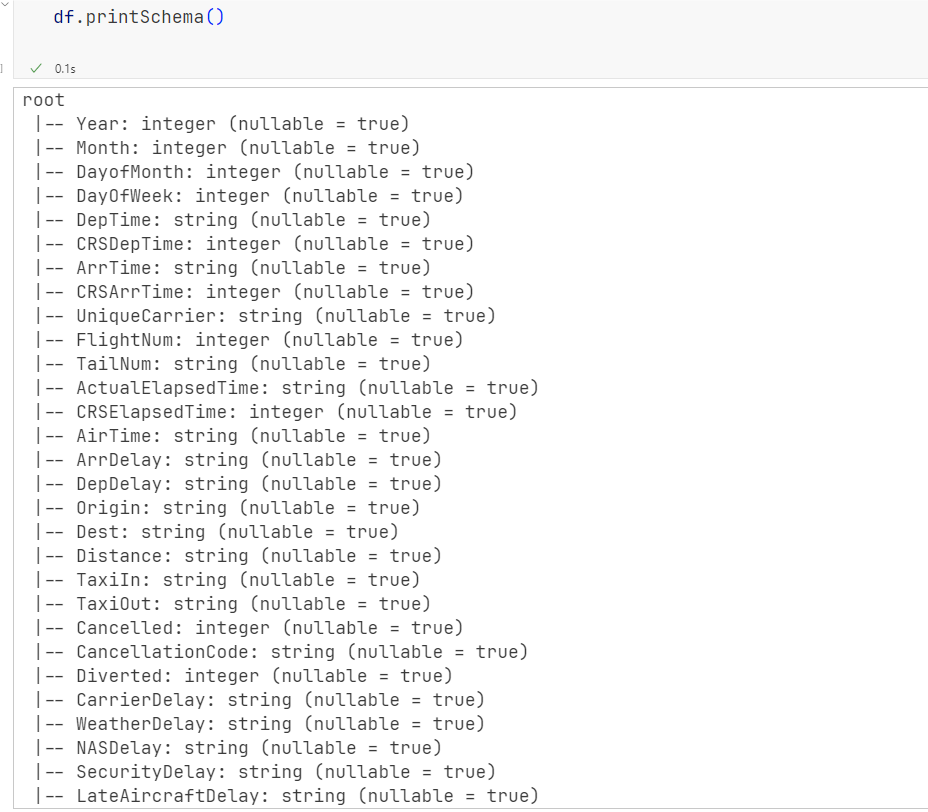 df.printSchema()
0.1s
root
 |-- Year: integer (nullable = true)
 |-- Month: integer (nullable = true)
 |-- DayofMonth: integer (nullable = true)
 |-- DayOfWeek: integer (nullable = true)
 |-- DepTime: string (nullable = true)
 |-- CRSDepTime: integer (nullable = true)
 |-- ArrTime: string (nullable = true)
 |-- CRSArrTime: integer (nullable = true)
 |-- UniqueCarrier: string (nullable = true)
 |-- FlightNum: integer (nullable = true)
 |-- TailNum: string (nullable = true)
 |-- ActualElapsedTime: string (nullable = true)
 |-- CRSElapsedTime: integer (nullable = true)
 |-- AirTime: string (nullable = true)
 |-- ArrDelay: string (nullable = true)
 |-- DepDelay: string (nullable = true)
 |-- Origin: string (nullable = true)
 |-- Dest: string (nullable = true)
 |-- Distance: string (nullable = true)
 |-- TaxiIn: string (nullable = true)
 |-- TaxiOut: string (nullable = true)
 |-- Cancelled: integer (nullable = true)
 |-- CancellationCode: string (nullable = true)
 |-- Diverted: integer (nullable = true)
 |-- CarrierDelay: string (nullable = true)
 |-- WeatherDelay: string (nullable = true)
 |-- NASDelay: string (nullable = true)
 |-- SecurityDelay: string (nullable = true)
 |-- LateAircraftDelay: string (nullable = true)